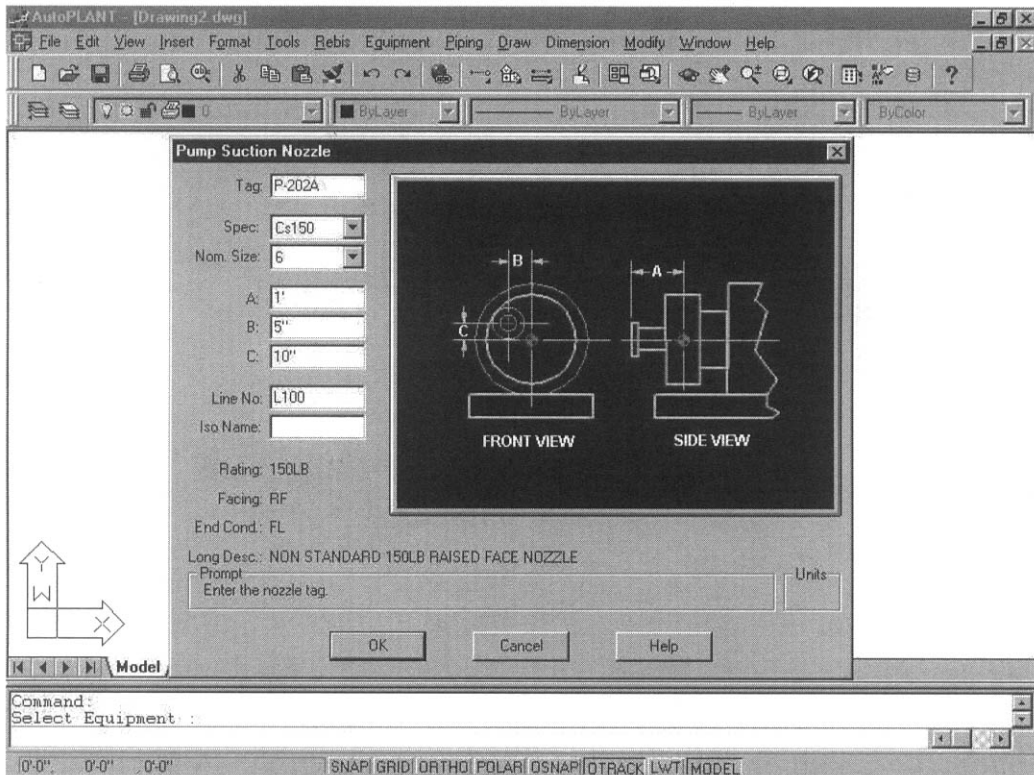 AutoPLANT - [Drawing2.dwg]
File Edit View Insert Format Tools Rebis Equipment Piping Draw Dimension Modify Window Help
0 ByLayer ByLayer ByLayer ByColor
Pump Suction Nozzle
Tag: P-202A
Spec: Cs150
Nom. Size: 6
A: 1'
B: 5"
C: 10"
Line No: L100
Iso Name:
Rating: 150LB
Facing: RF
End Cond.: FL
Long Desc.: NON STANDARD 150LB RAISED FACE NOZZLE
B
A
C
FRONT VIEW SIDE VIEW
Prompt
Enter the nozzle tag.
Units
OK Cancel Help
Y
W
X
Model
Command:
Select Equipment :
0'-0", 0'-0" 0'-0" SNAP GRID ORTHO POLAR OSNAP OTRACK LWT MODEL